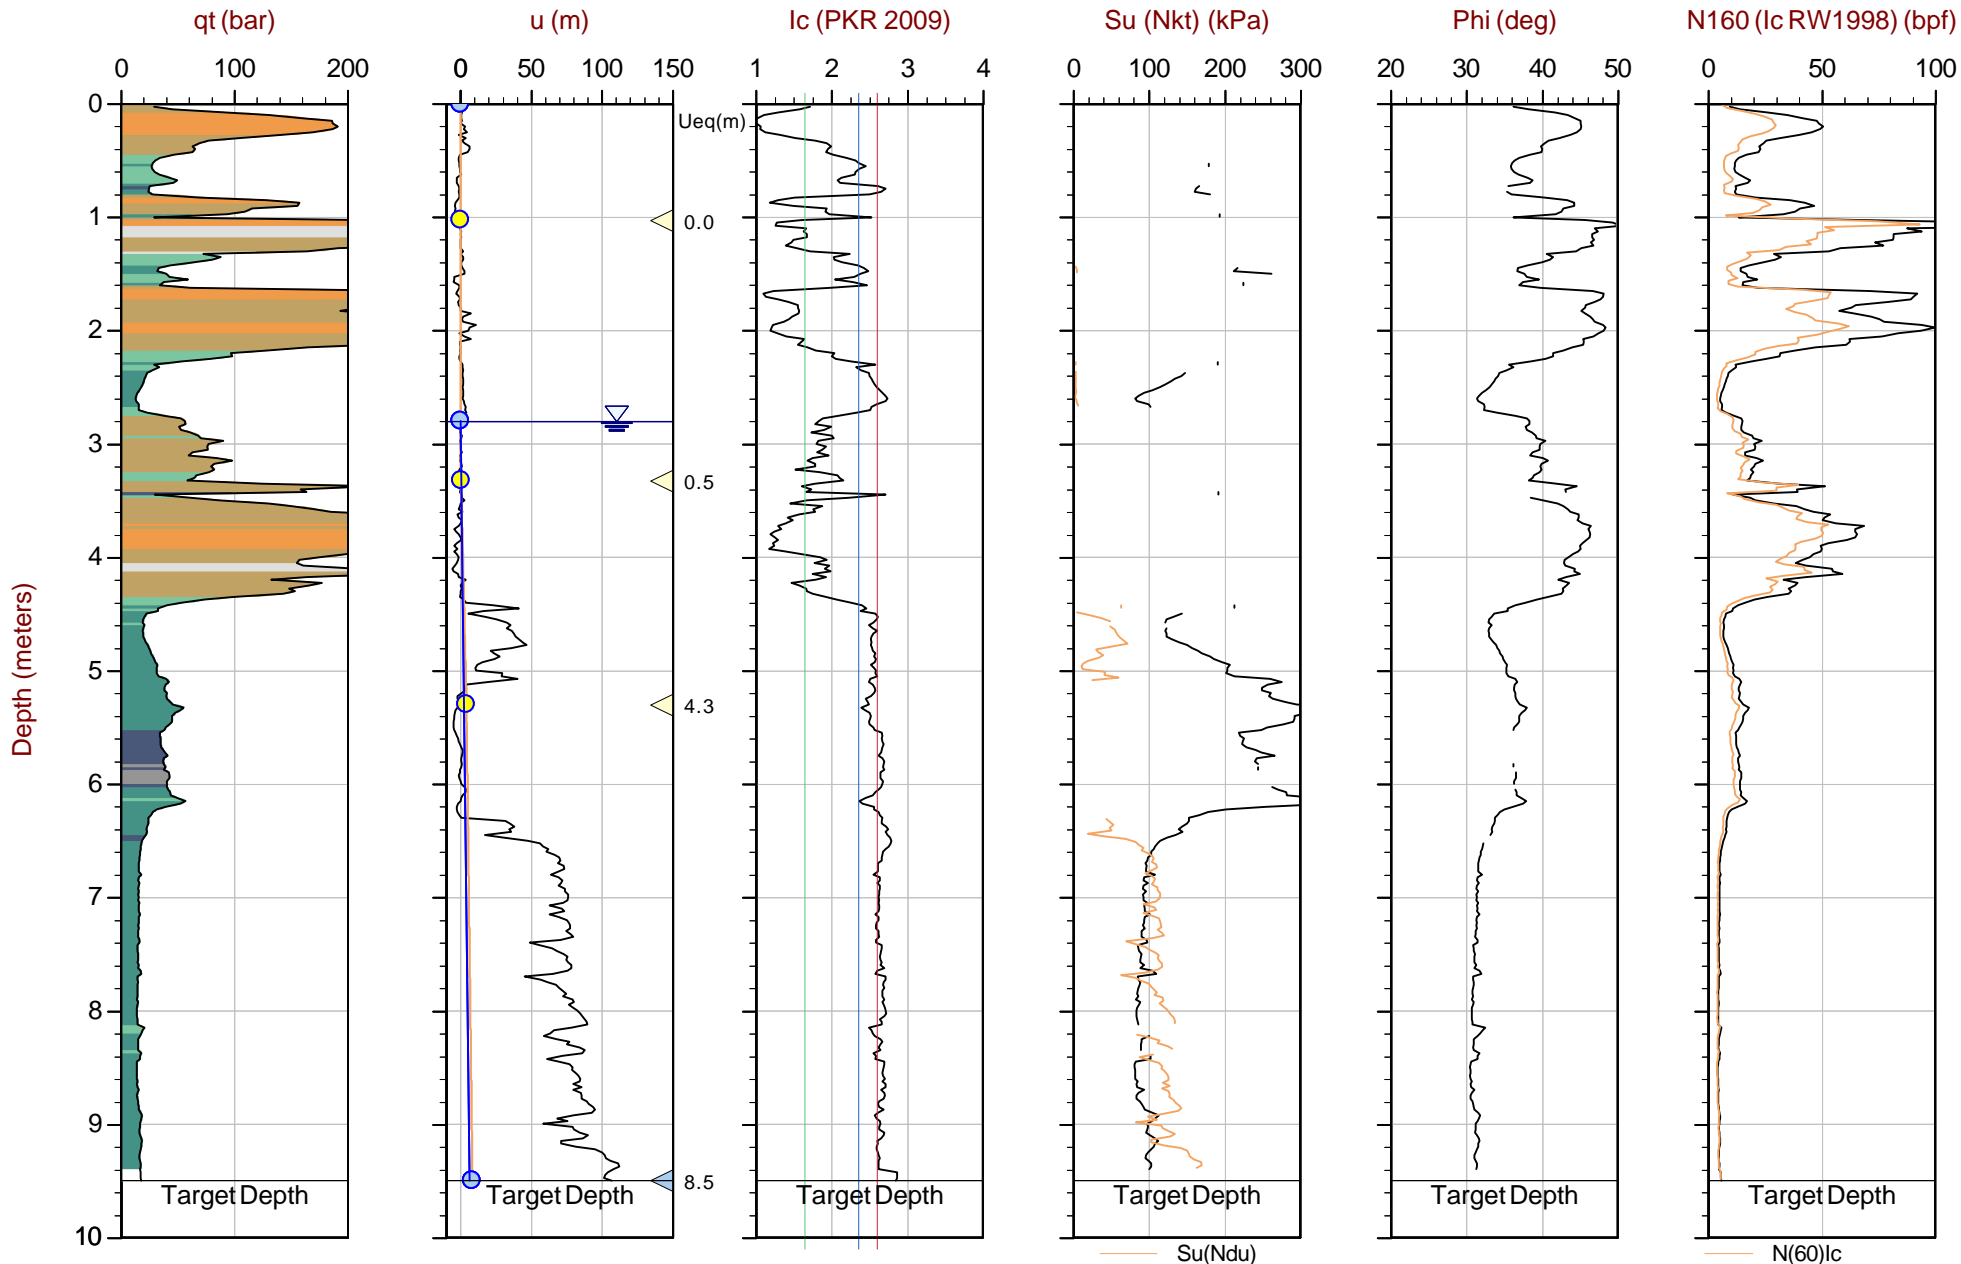 qt (bar) u (m) Ic (PKR 2009) Su (Nkt) (kPa) Phi (deg) N160 (Ic RW1998) (bpf)
0 100 200 0 50 100 150 1 2 3 4 0 100 200 300 20 30 40 50 0 50 100
0
Ueq(m)
1
0.0
2
3
0.5
4
5
4.3
Depth (meters)
6
7
8
9
8.5
Target Depth Target Depth Target Depth Target Depth Target Depth Target Depth
10
Su(Ndu) N(60)Ic